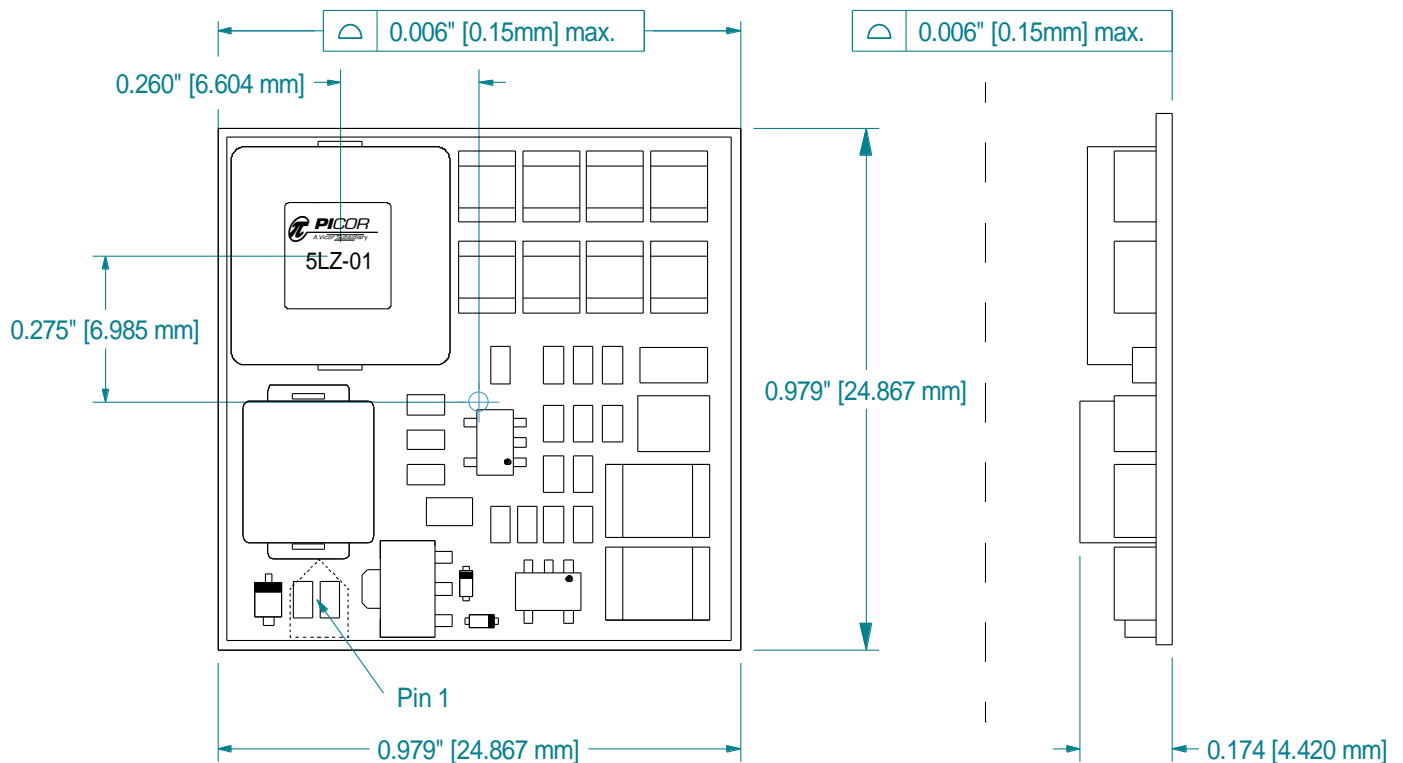 0.006" [0.15mm] max.
0.006" [0.15mm] max.
0.260" [6.604 mm]
PICOR
A Vicor Subsidiary
5LZ-01
0.275" [6.985 mm]
0.979" [24.867 mm]
Pin 1
0.979" [24.867 mm]
0.174 [4.420 mm]